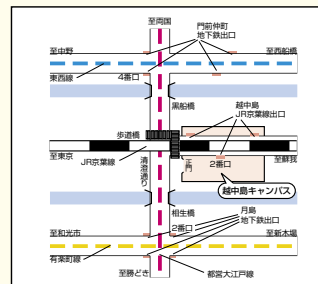 至両国
門前仲町
地下鉄出口
至中野
至西船橋
東西線
4番口
黒船橋
越中島
JR京葉線出口
歩道橋
至東京
JR京葉線
至蘇我
正門
2番口
清澄通り
越中島キャンパス
相生橋
月島
地下鉄出口
2番口
至和光市
至新木場
有楽町線
至勝どき
都営大江戸線